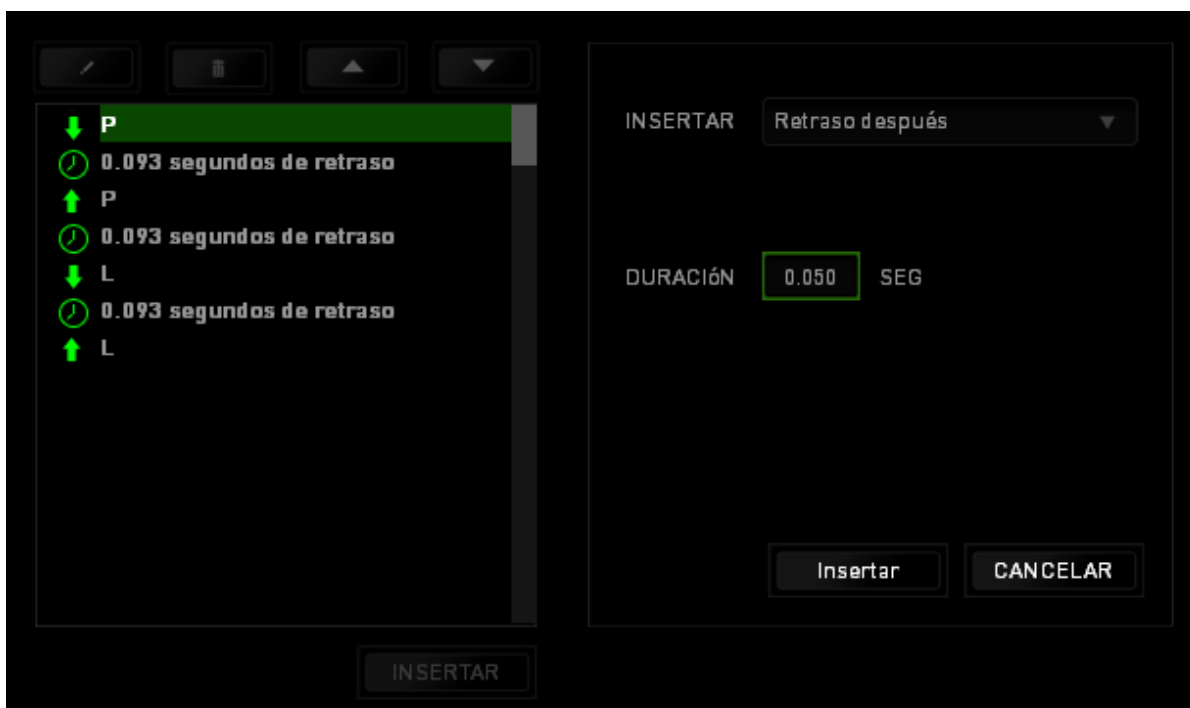 P
0.093 segundos de retraso
P
0.093 segundos de retraso
L
0.093 segundos de retraso
L
INSERTAR
INSERTAR Retraso después
DURACIóN 0.050 SEG
Insertar CANCELAR